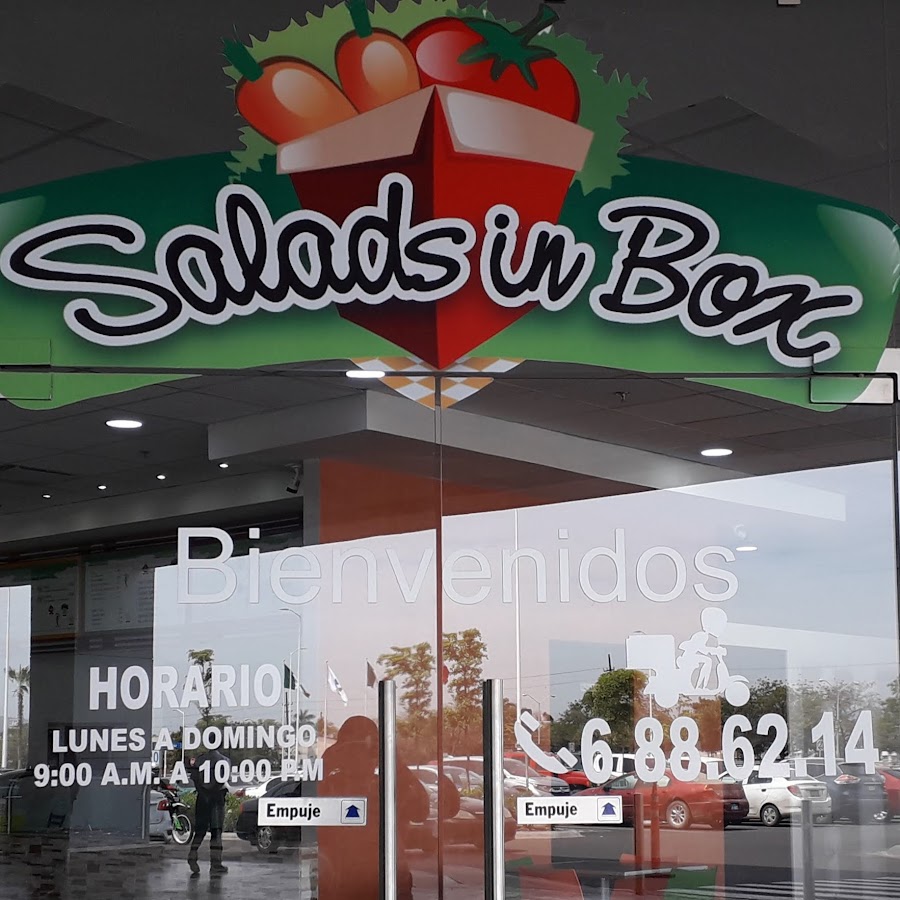 Salads in Box
Bienvenidos
HORARIO
LUNES A DOMINGO
9:00 A.M. A 10:00 P.M
6.88.62.14
Empuje
Empuje